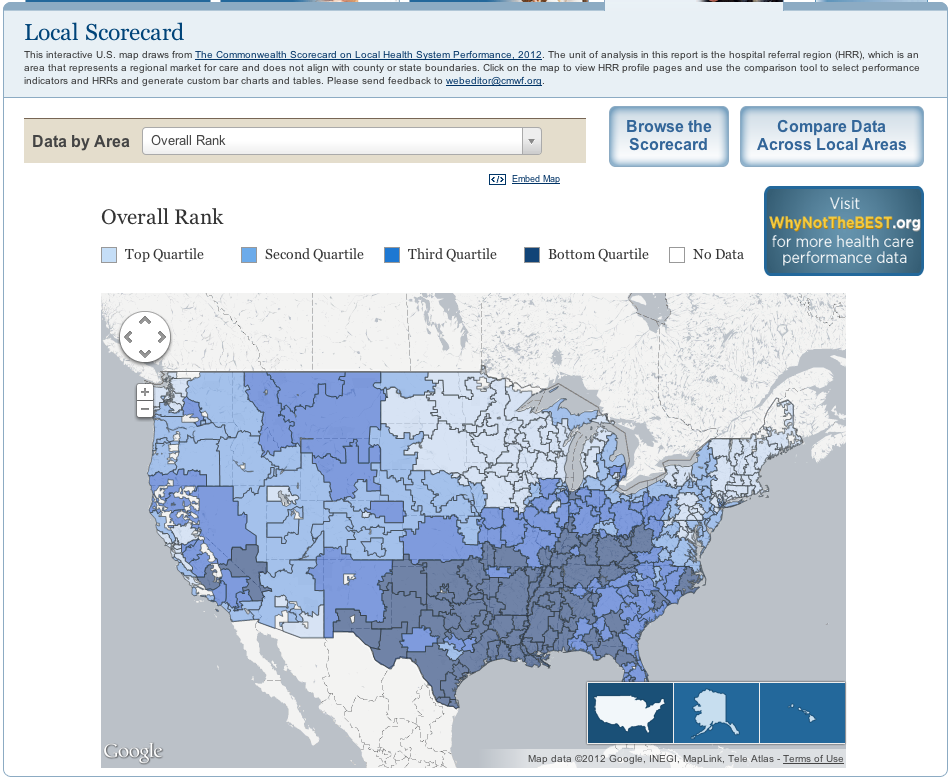 Local Scorecard
This interactive U.S. map draws from The Commonwealth Scorecard on Local Health System Performance, 2012. The unit of analysis in this report is the hospital referral region (HRR), which is an
area that represents a regional market for care and does not align with county or state boundaries. Click on the map to view HRR profile pages and use the comparison tool to select performance
indicators and HRRs and generate custom bar charts and tables. Please send feedback to webeditor@cmwf.org.
Data by Area
Overall Rank
Browse the
Scorecard
Compare Data
Across Local Areas
</> Embed Map
Visit
WhyNotTheBEST.org
for more health care
performance data
Overall Rank
Top Quartile Second Quartile Third Quartile Bottom Quartile No Data
+
−
Google
Map data ©2012 Google, INEGI, MapLink, Tele Atlas - Terms of Use